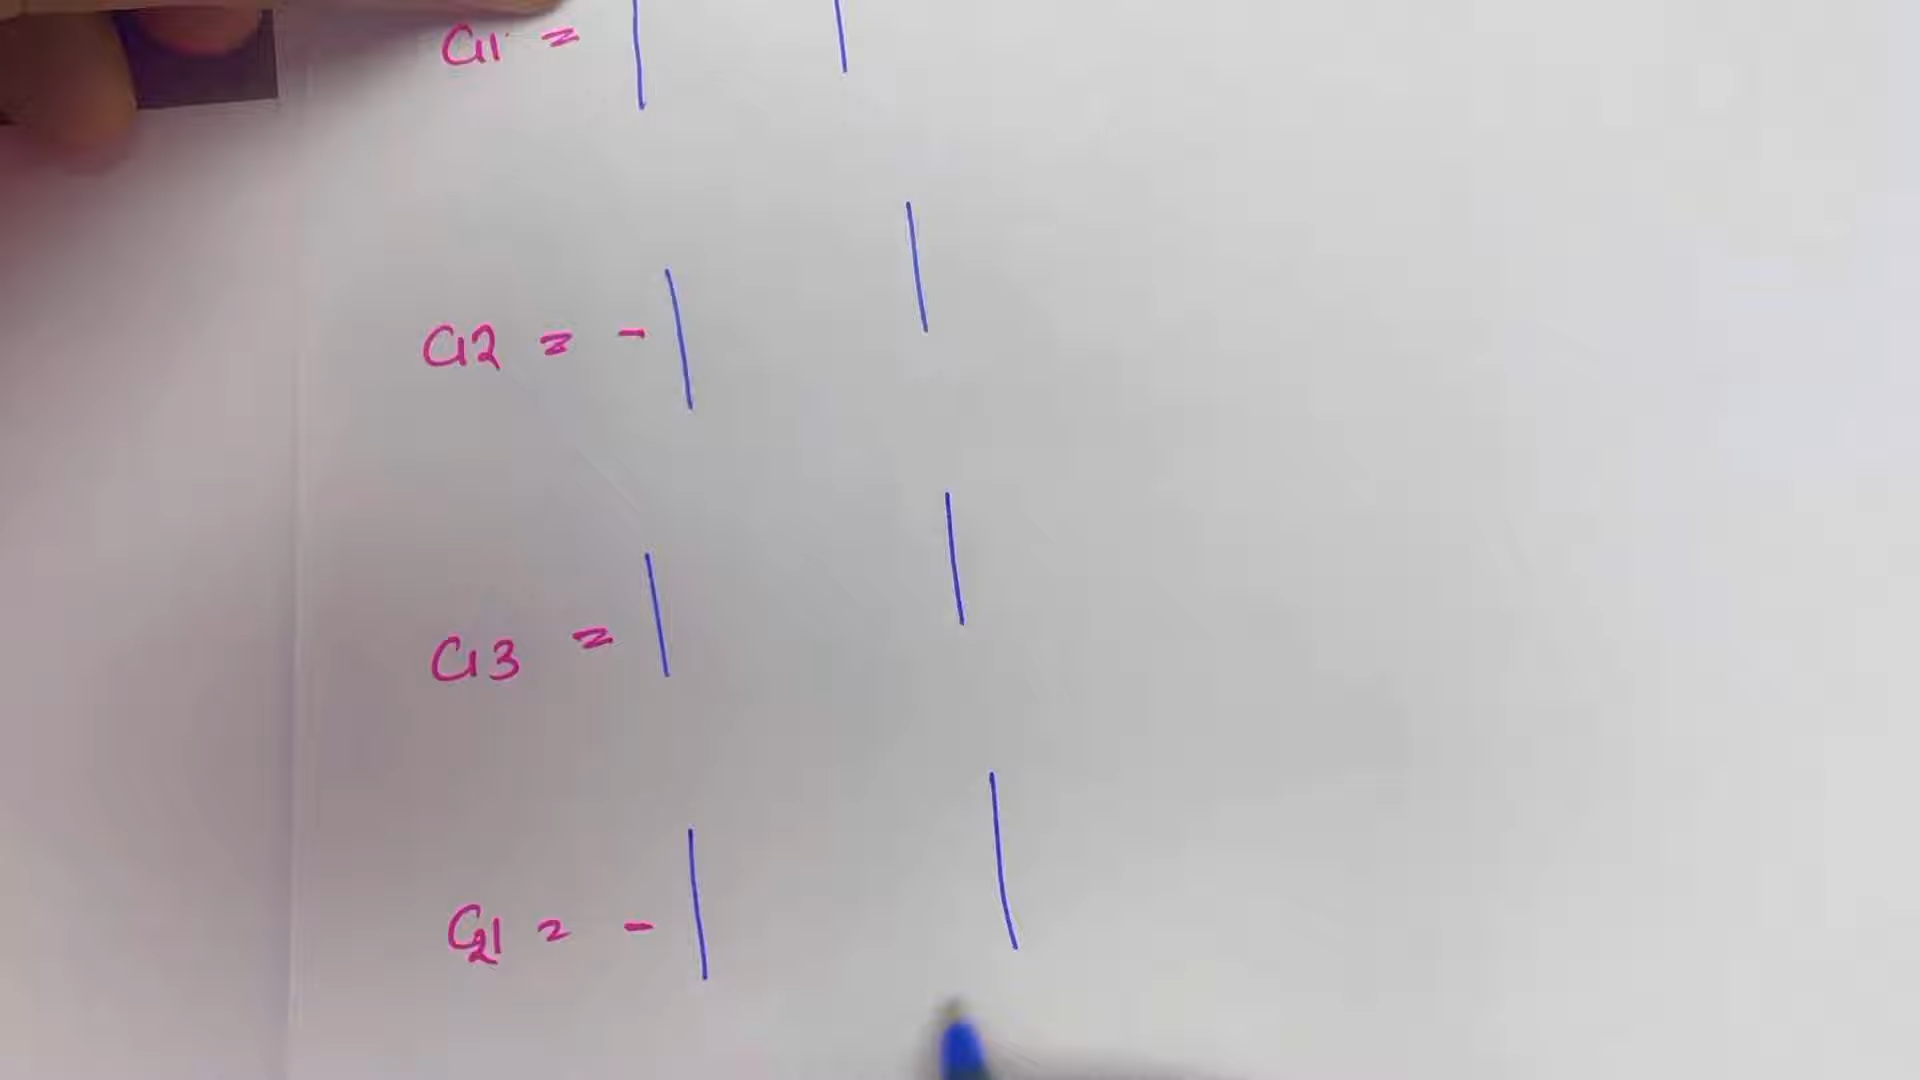 C11 = | |
C12 = - | |
C13 = | |
C21 = - | |